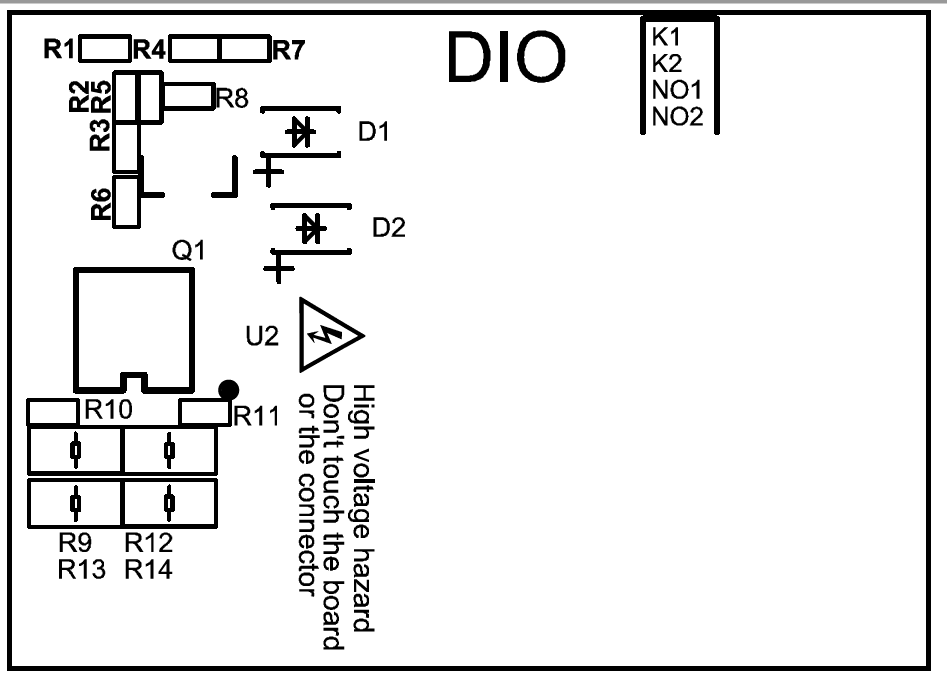 R1
R4
R7
DIO
K1
K2
NO1
NO2
R2
R5
R8
R3
D1
R6
D2
Q1
U2
High voltage hazard
Don't touch the board
or the connector
R10
R11
R9 R12
R13 R14